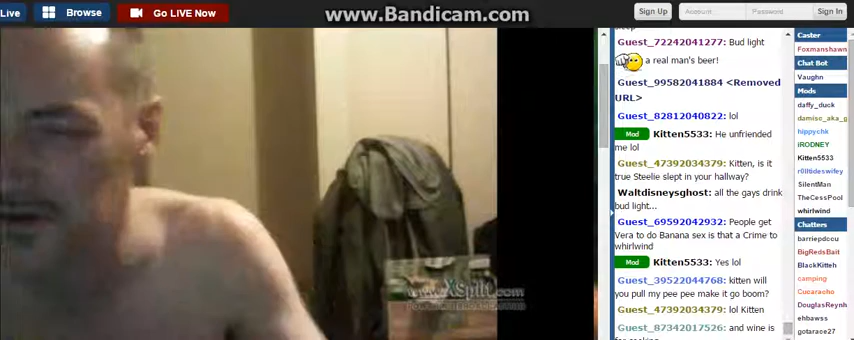 Live Browse Go LIVE Now www.Bandicam.com Sign Up Account Password Sign In
www.XSplit.com
Guest_72242041277: Bud light
a real man's beer!
Guest_99582041884 <Removed
URL>
Guest_82812040822: lol
Mod Kitten5533: He unfriended
me lol
Guest_47392034379: Kitten, is it
true Steelie slept in your hallway?
Waltdisneysghost: all the gays drink
bud light...
Guest_69592042932: People get
Vera to do Banana sex is that a Crime to
whirlwind
Mod Kitten5533: Yes lol
Guest_39522044768: kitten will
you pull my pee pee make it go boom?
Guest_47392034379: lol Kitten
Guest_87342017526: and wine is
Caster
Foxmanshawn
Chat Bot
Vaughn
Mods
daffy_duck
damise_aka_g
hippychk
iRODNEY
Kitten5533
r0lltideswifey
SilentMan
TheCessPool
whirlwind
Chatters
barriepdccu
BigRedsBait
BlackKitteh
camping
Cucaracho
DouglasReynh
ehbawss
gotarace27